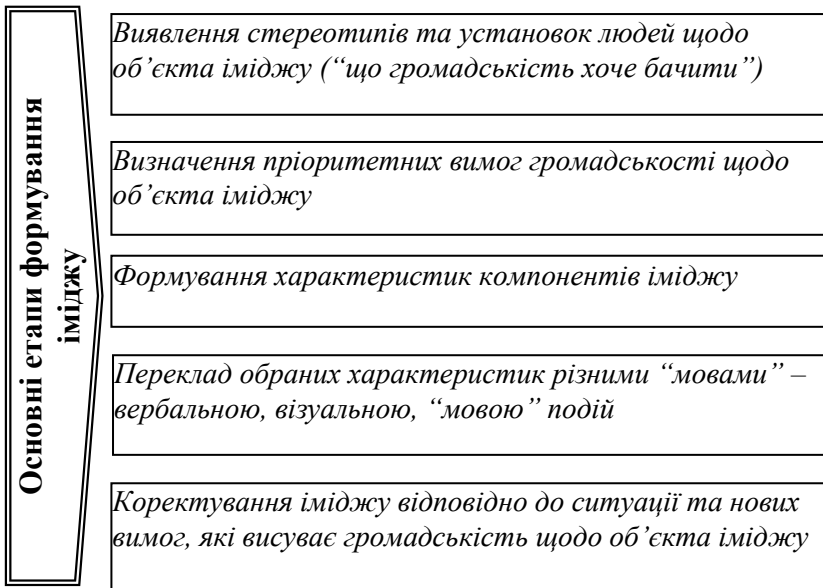 Основні етапи формування
іміджу
Виявлення стереотипів та установок людей щодо
об’єкта іміджу (“що громадськість хоче бачити”)
Визначення пріоритетних вимог громадськості щодо
об’єкта іміджу
Формування характеристик компонентів іміджу
Переклад обраних характеристик різними “мовами” –
вербальною, візуальною, “мовою” подій
Коректування іміджу відповідно до ситуації та нових
вимог, які висуває громадськість щодо об’єкта іміджу